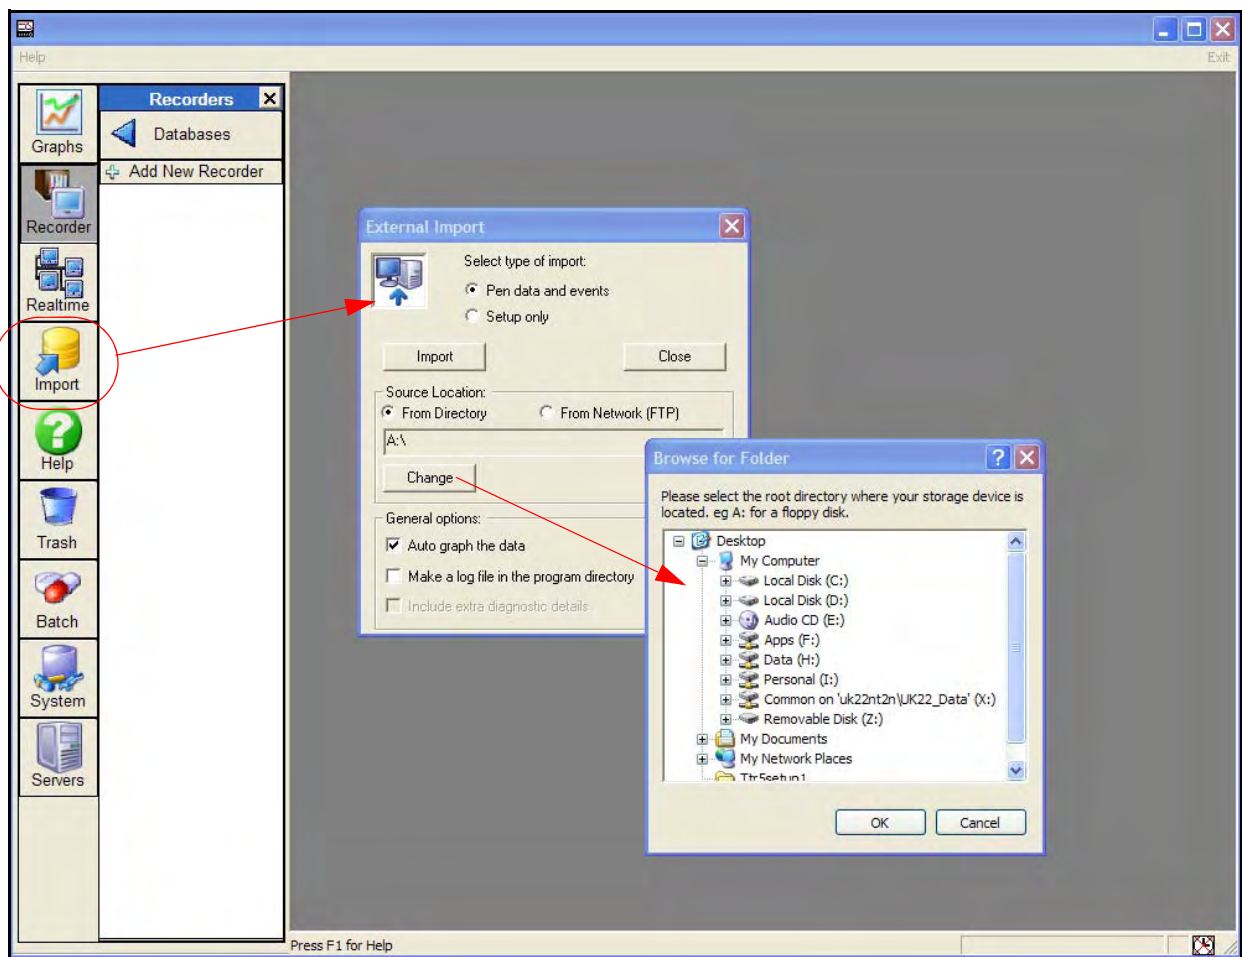 Help
Exit
Graphs
Recorder
Realtime
Import
Help
Trash
Batch
System
Servers
Recorders
Databases
Add New Recorder
External Import
Select type of import:
Pen data and events
Setup only
Import
Close
Source Location:
From Directory
From Network (FTP)
A:\
Change
General options:
Auto graph the data
Make a log file in the program directory
Include extra diagnostic details
Browse for Folder
Please select the root directory where your storage device is
located. eg A: for a floppy disk.
Desktop
My Computer
Local Disk (C:)
Local Disk (D:)
Audio CD (E:)
Apps (F:)
Data (H:)
Personal (I:)
Common on 'uk22nt2n\UK22_Data' (X:)
Removable Disk (Z:)
My Documents
My Network Places
Ttr5setup1
OK
Cancel
Press F1 for Help